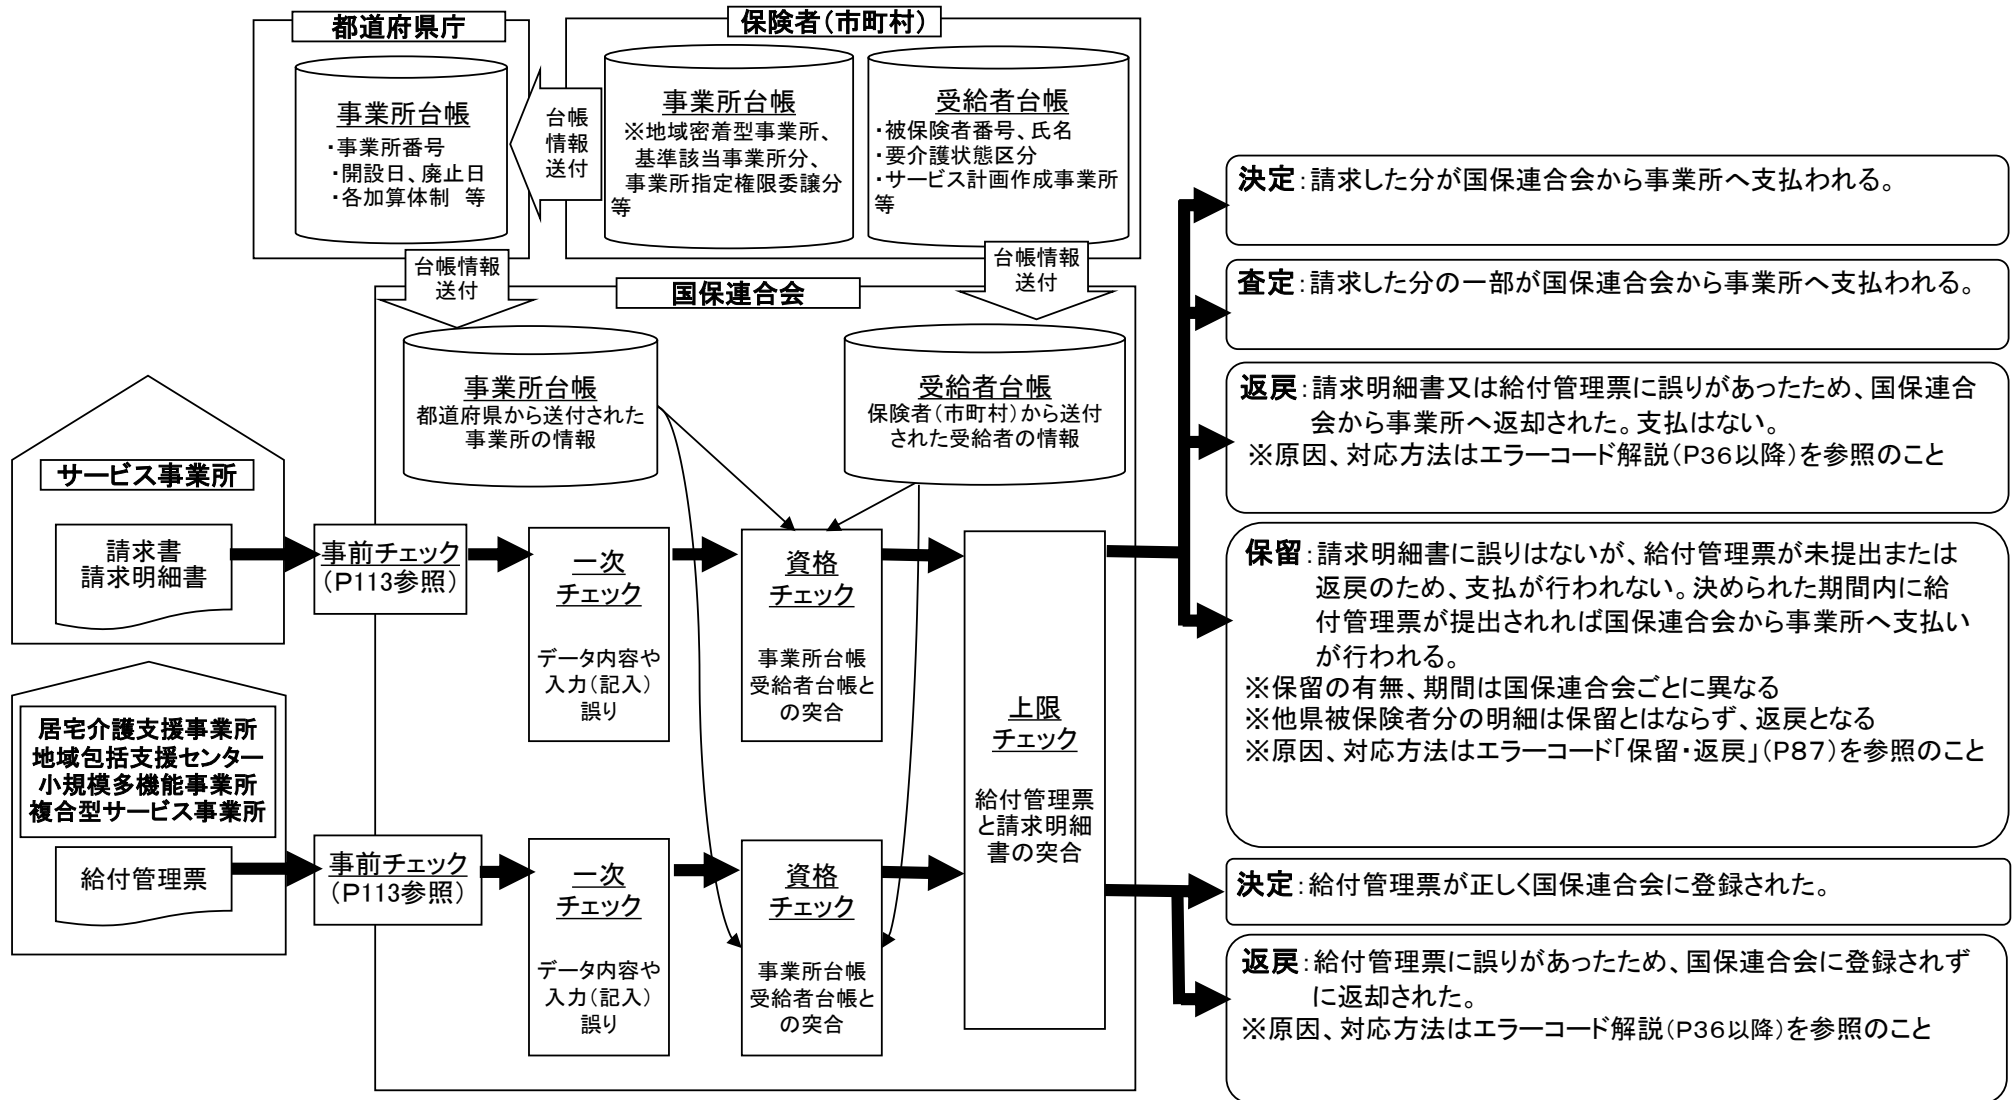 都道府県庁
事業所台帳
・事業所番号
・開設日、廃止日
・各加算体制　等
台帳
情報
送付
保険者（市町村）
事業所台帳
※地域密着型事業所、
基準該当事業所分、
事業所指定権限委譲分
等
受給者台帳
・被保険者番号、氏名
・要介護状態区分
・サービス計画作成事業所
等
台帳情報
送付
台帳情報
送付
国保連合会
事業所台帳
都道府県から送付された
事業所の情報
受給者台帳
保険者（市町村）から送付
された受給者の情報
サービス事業所
請求書
請求明細書
事前チェック
（P113参照）
一次
チェック
データ内容や
入力（記入）
誤り
資格
チェック
事業所台帳
受給者台帳と
の突合
居宅介護支援事業所
地域包括支援センター
小規模多機能事業所
複合型サービス事業所
給付管理票
事前チェック
（P113参照）
一次
チェック
データ内容や
入力（記入）
誤り
資格
チェック
事業所台帳
受給者台帳と
の突合
上限
チェック
給付管理票
と請求明細
書の突合
決定：請求した分が国保連合会から事業所へ支払われる。
査定：請求した分の一部が国保連合会から事業所へ支払われる。
返戻：請求明細書又は給付管理票に誤りがあったため、国保連合
会から事業所へ返却された。支払はない。
※原因、対応方法はエラーコード解説（P36以降）を参照のこと
保留：請求明細書に誤りはないが、給付管理票が未提出または
返戻のため、支払が行われない。決められた期間内に給
付管理票が提出されれば国保連合会から事業所へ支払い
が行われる。
※保留の有無、期間は国保連合会ごとに異なる
※他県被保険者分の明細は保留とはならず、返戻となる
※原因、対応方法はエラーコード「保留・返戻」（P87）を参照のこと
決定：給付管理票が正しく国保連合会に登録された。
返戻：給付管理票に誤りがあったため、国保連合会に登録されず
に返却された。
※原因、対応方法はエラーコード解説（P36以降）を参照のこと